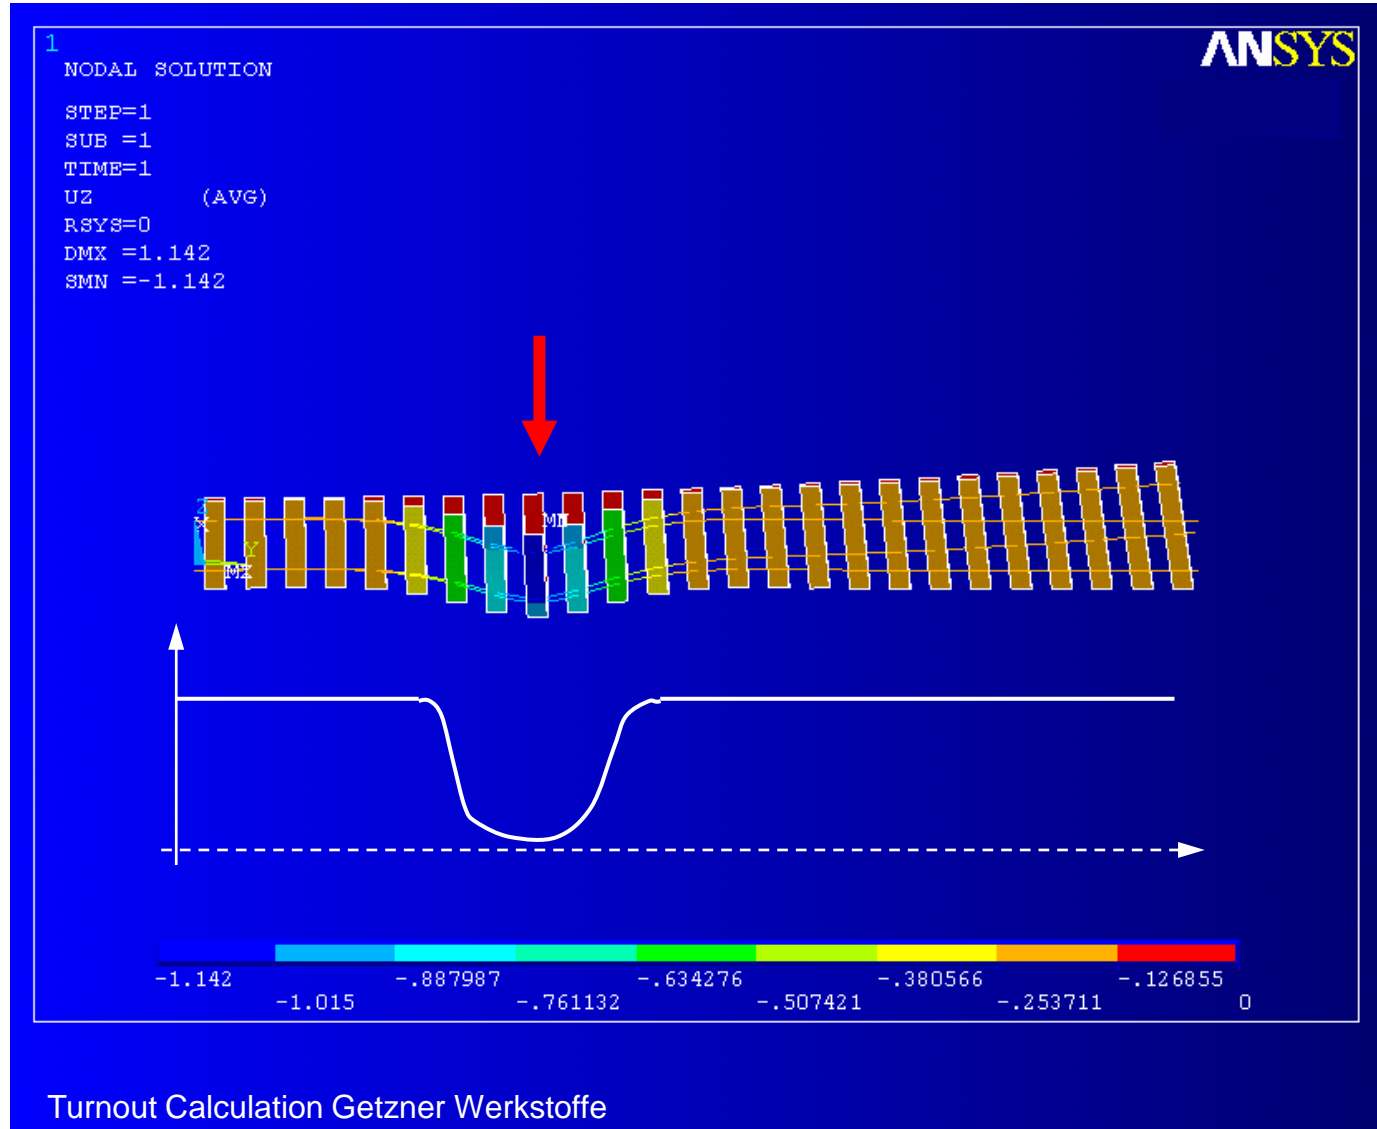 1
ANSYS
NODAL SOLUTION
STEP=1
SUB =1
TIME=1
UZ (AVG)
RSYS=0
DMX =1.142
SMN =-1.142
Z
X
Y
MX
-1.142 -.887987 -.634276 -.380566 -.126855
-1.015 -.761132 -.507421 -.253711 0
Turnout Calculation Getzner Werkstoffe